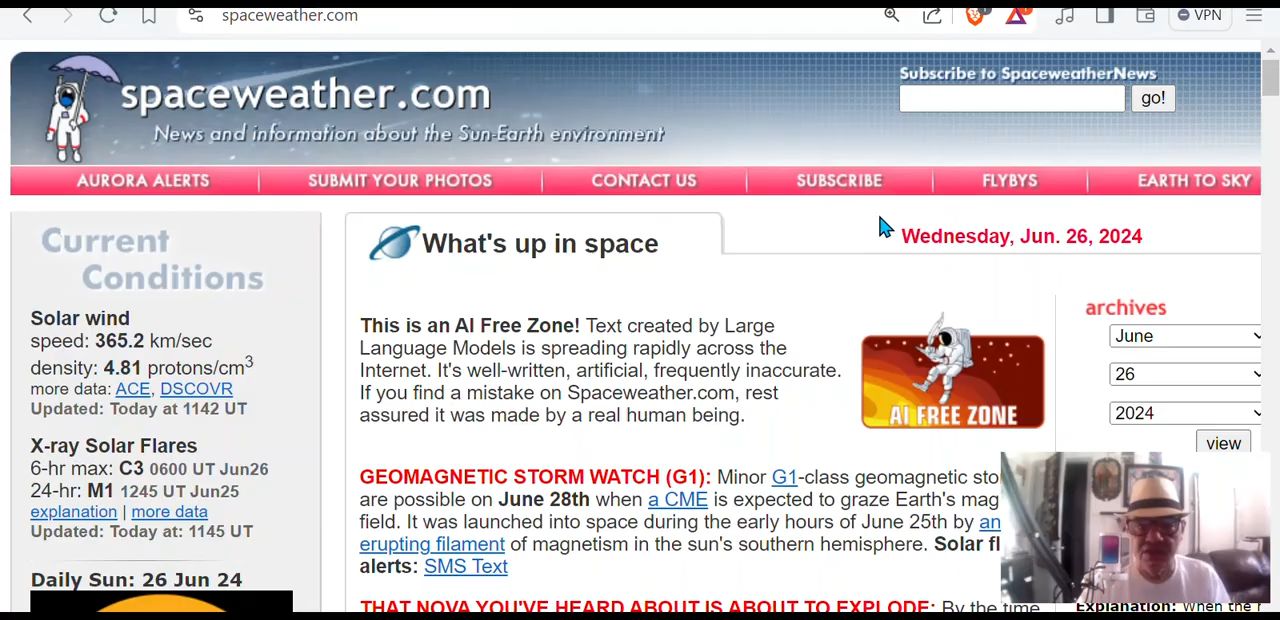 spaceweather.com
VPN
spaceweather.com
News and information about the Sun-Earth environment
Subscribe to SpaceweatherNews
go!
AURORA ALERTS
SUBMIT YOUR PHOTOS
CONTACT US
SUBSCRIBE
FLYBYS
EARTH TO SKY
Current
Conditions
Solar wind
speed: 365.2 km/sec
density: 4.81 protons/cm3
more data: ACE, DSCOVR
Updated: Today at 1142 UT
X-ray Solar Flares
6-hr max: C3 0600 UT Jun26
24-hr: M1 1245 UT Jun25
explanation | more data
Updated: Today at: 1145 UT
Daily Sun: 26 Jun 24
What's up in space
Wednesday, Jun. 26, 2024
This is an AI Free Zone! Text created by Large
Language Models is spreading rapidly across the
Internet. It's well-written, artificial, frequently inaccurate.
If you find a mistake on Spaceweather.com, rest
assured it was made by a real human being.
AI FREE ZONE
GEOMAGNETIC STORM WATCH (G1): Minor G1-class geomagnetic sto
are possible on June 28th when a CME is expected to graze Earth's mag
field. It was launched into space during the early hours of June 25th by an
erupting filament of magnetism in the sun's southern hemisphere. Solar fl
alerts: SMS Text
THAT NOVA YOU'VE HEARD ABOUT IS ABOUT TO EXPLODE: By the time
archives
June
26
2024
view
Explanation: When the